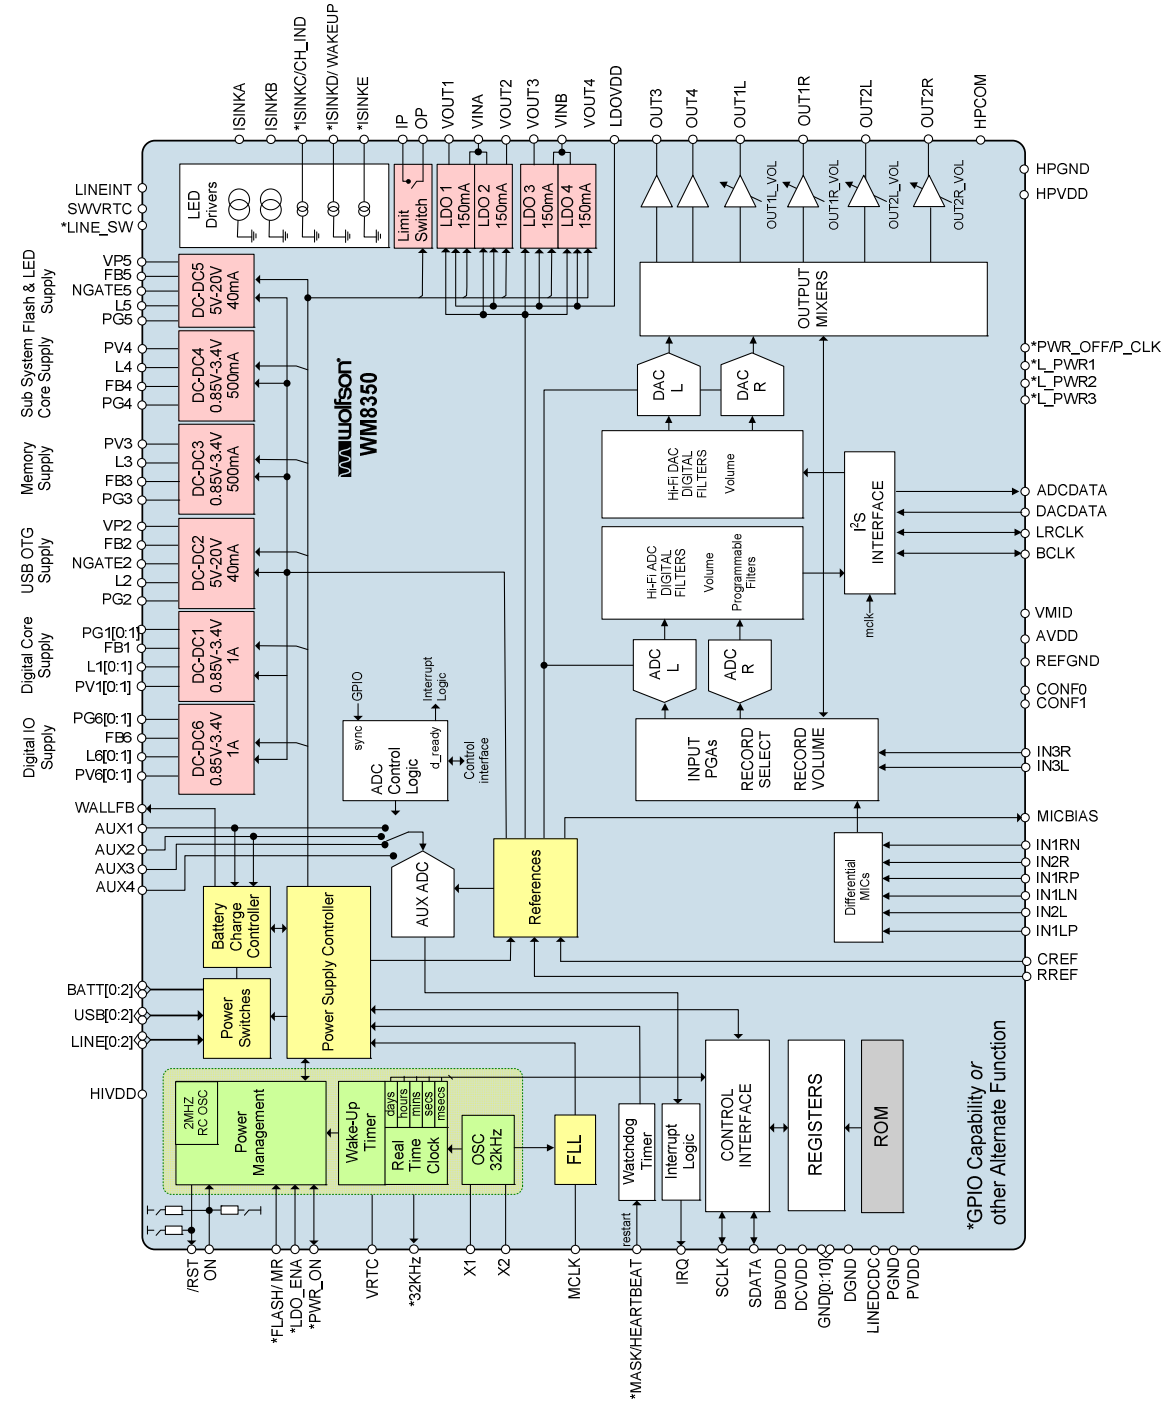 ISINKA
ISINKB
*ISINKC/CH_IND
*ISINKD/ WAKEUP
*ISINKE
IP
OP
VOUT1
VINA
VOUT2
VOUT3
VINB
VOUT4
LDOVDD
OUT3
OUT4
OUT1L
OUT1R
OUT2L
OUT2R
HPCOM
LINEINT
SWVRTC
*LINE_SW
LED
Drivers
Limit
Switch
LDO 1
150mA
LDO 2
150mA
LDO 3
150mA
LDO 4
150mA
OUT1L_VOL
OUT1R_VOL
OUT2L_VOL
OUT2R_VOL
HPGND
HPVDD
Flash & LED
Supply
VP5
FB5
NGATE5
L5
PG5
DC-DC5
5V-20V
40mA
OUTPUT
MIXERS
Sub System
Core Supply
PV4
L4
FB4
PG4
DC-DC4
0.85V-3.4V
500mA
wolfson
WM8350
DAC
L
DAC
R
*PWR_OFF/P_CLK
*L_PWR1
*L_PWR2
*L_PWR3
Memory
Supply
PV3
L3
FB3
PG3
DC-DC3
0.85V-3.4V
500mA
Hi-Fi DAC
DIGITAL
FILTERS
Volume
I2S
INTERFACE
ADCDATA
DACDATA
LRCLK
BCLK
USB OTG
Supply
VP2
FB2
NGATE2
L2
PG2
DC-DC2
5V-20V
40mA
Hi-Fi ADC
DIGITAL
FILTERS
Volume
Programmable
Filters
mclk
VMID
AVDD
REFGND
CONF0
CONF1
Digital Core
Supply
PG1[0:1]
FB1
L1[0:1]
PV1[0:1]
DC-DC1
0.85V-3.4V
1A
ADC
L
ADC
R
Digital IO
Supply
PG6[0:1]
FB6
L6[0:1]
PV6[0:1]
DC-DC6
0.85V-3.4V
1A
GPIO
Interrupt
Logic
sync
d_ready
ADC
Control
Logic
Control
interface
INPUT
PGAs
RECORD
SELECT
RECORD
VOLUME
IN3R
IN3L
WALLFB
AUX1
AUX2
AUX3
AUX4
MICBIAS
IN1RN
IN2R
IN1RP
IN1LN
IN2L
IN1LP
Differential
MICs
Battery
Charge
Controller
Power Supply Controller
AUX ADC
References
CREF
RREF
BATT[0:2]
USB[0:2]
LINE[0:2]
Power
Switches
HIVDD
2MHZ
RC OSC
Power
Management
Wake-Up
Timer
days
hours
mins
secs
msecs
Real
Time
Clock
OSC
32kHz
FLL
Watchdog
Timer
Interrupt
Logic
CONTROL
INTERFACE
REGISTERS
ROM
*GPIO Capability or
other Alternate Function
restart
/RST
ON
*FLASH/ MR
*LDO_ENA
*PWR_ON
VRTC
*32KHz
X1
X2
MCLK
*MASK/HEARTBEAT
IRQ
SCLK
SDATA
DBVDD
DCVDD
GND[0:10]
DGND
LINEDCDC
PGND
PVDD